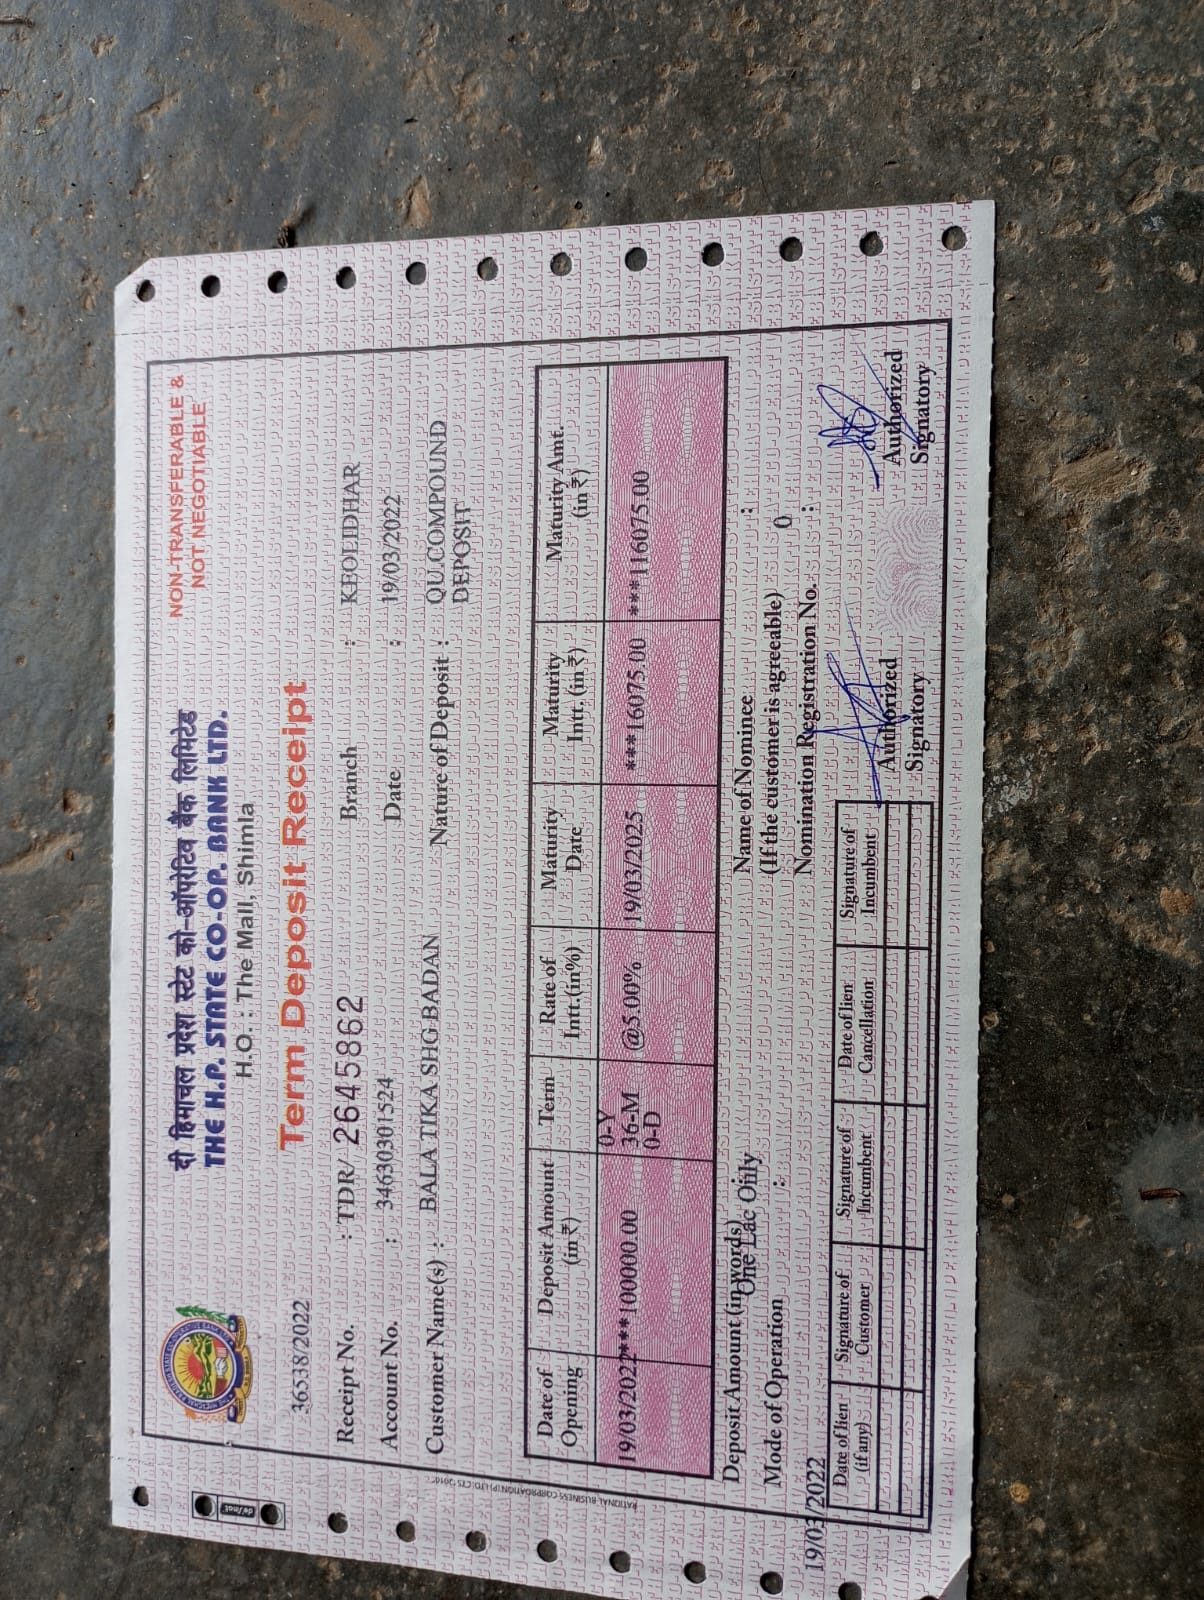 दी हिमाचल प्रदेश स्टेट को-ऑपरेटिव बैंक लिमिटेड
NON-TRANSFERABLE &
NOT NEGOTIABLE
THE H.P. STATE CO-OP. BANK LTD.
H.O. : The Mall, Shimla
Term Deposit Receipt
36538/2022
Receipt No. : TDR/ 2645862 Branch : KHOLIDHAR
Account No. : 34630301524 Date : 19/03/2022
Customer Name(s) : BALA TIKA SHG BADAN Nature of Deposit : QU.COMPOUND
DEPOSIT
Date of Opening Deposit Amount (in ₹) Term Rate of Intt.(in%) Maturity Date Maturity Intt. (in ₹) Maturity Amt. (in ₹)
19/03/2022 ***100000.00 0-Y 36-M 0-D @5.00% 19/03/2025 ***16075.00 ***116075.00
Deposit Amount (in words) Name of Nominee :
One Lac Only (If the customer is agreeable)
Mode of Operation : Nomination Registration No. : 0
19/03/2022
Date of lien (if any) Signature of Customer Signature of Incumbent Date of lien Cancellation Signature of Incumbent
Authorized Signatory Authorized Signatory